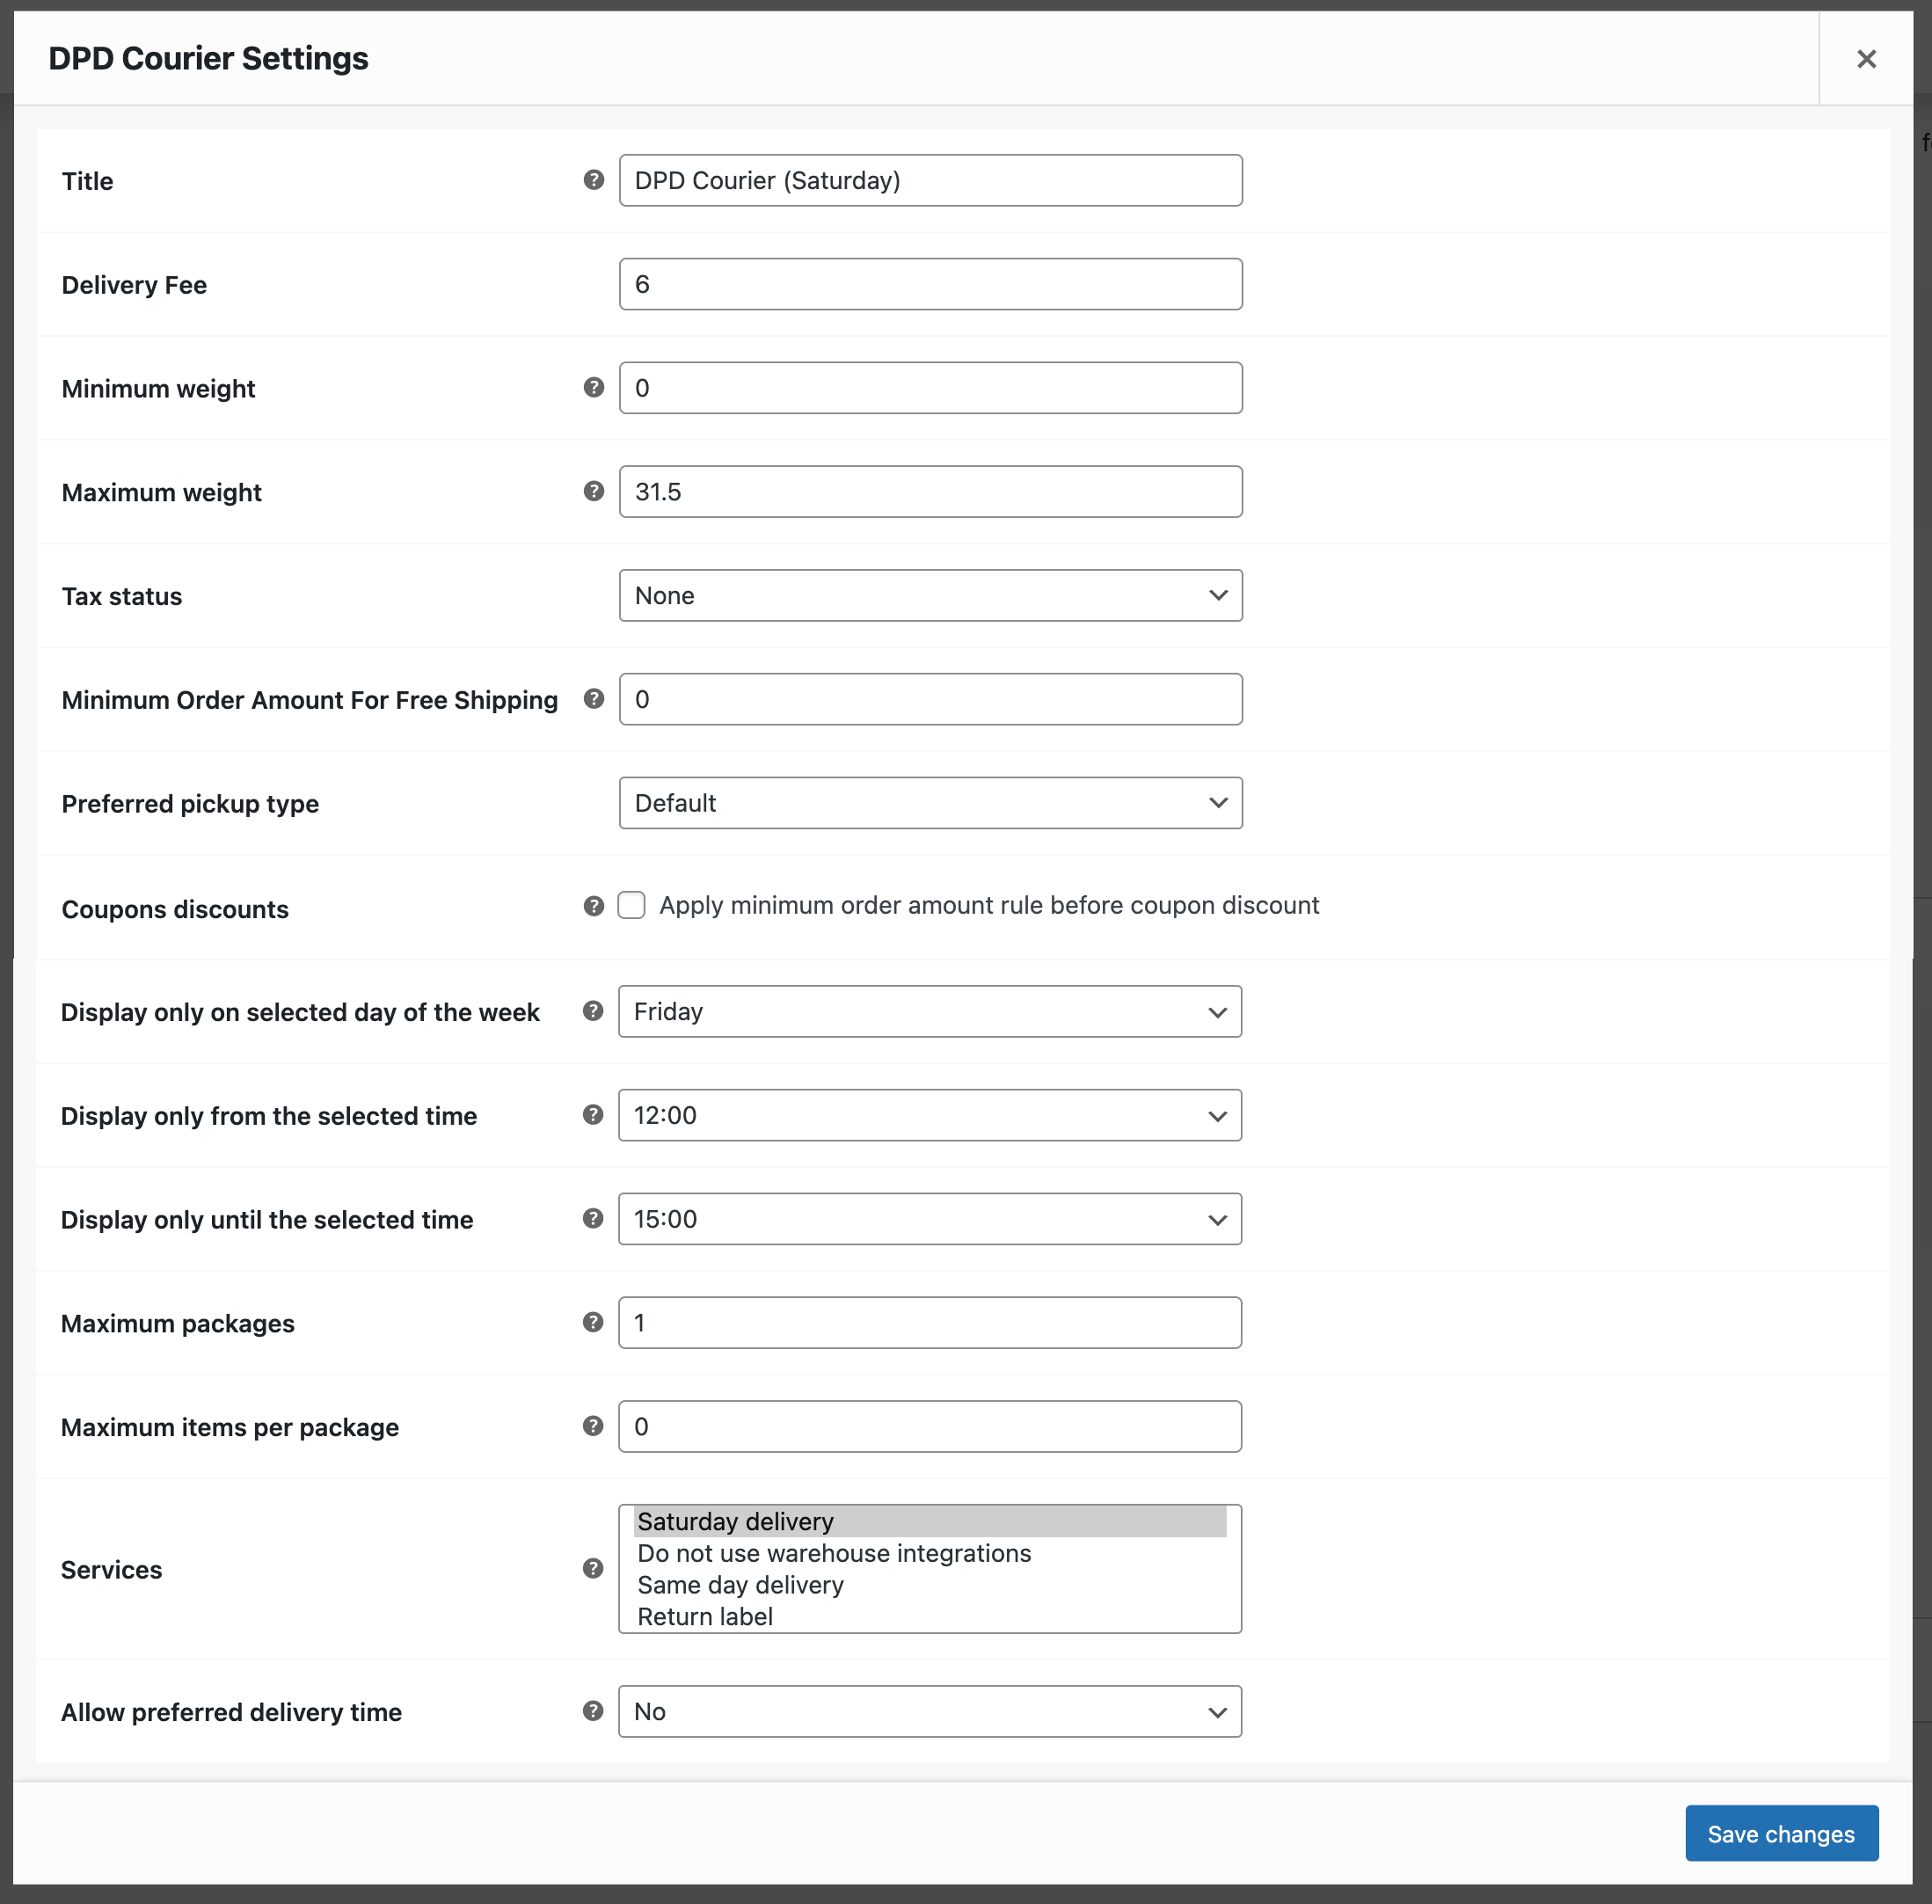 DPD Courier Settings
Title
DPD Courier (Saturday)
Delivery Fee
6
Minimum weight
0
Maximum weight
31.5
Tax status
None
Minimum Order Amount For Free Shipping
0
Preferred pickup type
Default
Coupons discounts
Apply minimum order amount rule before coupon discount
Display only on selected day of the week
Friday
Display only from the selected time
12:00
Display only until the selected time
15:00
Maximum packages
1
Maximum items per package
0
Services
Saturday delivery
Do not use warehouse integrations
Same day delivery
Return label
Allow preferred delivery time
No
Save changes